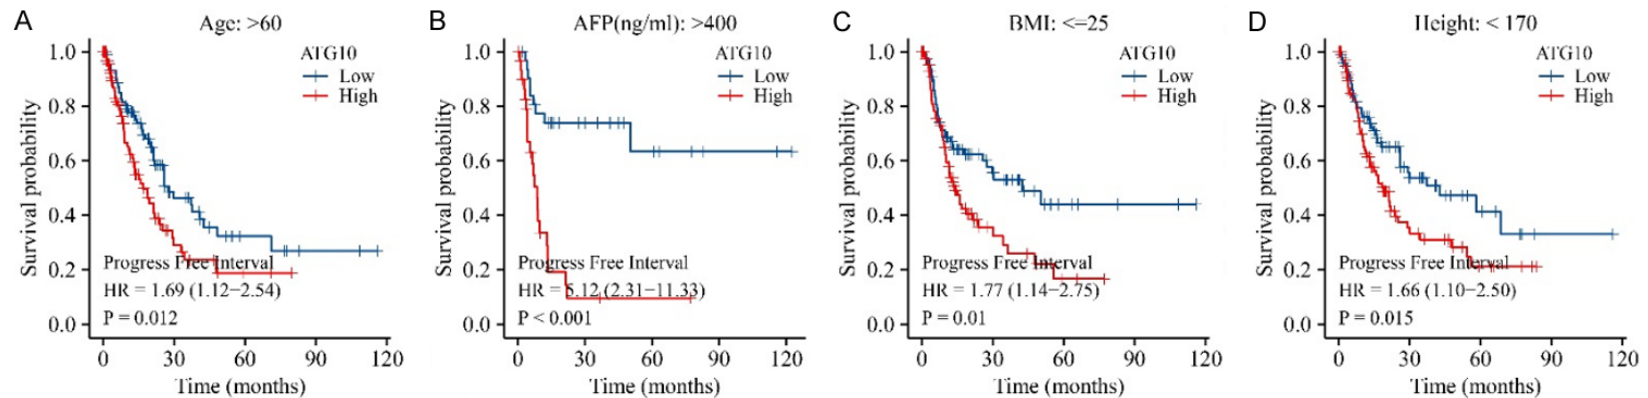 A
Age: >60
Survival probability
1.0
0.8
0.6
0.4
0.2
0.0
ATG10
Low
High
Progress Free Interval
HR = 1.69 (1.12−2.54)
P = 0.012
0 30 60 90 120
Time (months)
B
AFP(ng/ml): >400
Survival probability
1.0
0.8
0.6
0.4
0.2
0.0
ATG10
Low
High
Progress Free Interval
HR = 5.12 (2.31−11.33)
P < 0.001
0 30 60 90 120
Time (months)
C
BMI: <=25
Survival probability
1.0
0.8
0.6
0.4
0.2
0.0
ATG10
Low
High
Progress Free Interval
HR = 1.77 (1.14−2.75)
P = 0.01
0 30 60 90 120
Time (months)
D
Height: < 170
Survival probability
1.0
0.8
0.6
0.4
0.2
0.0
ATG10
Low
High
Progress Free Interval
HR = 1.66 (1.10−2.50)
P = 0.015
0 30 60 90 120
Time (months)